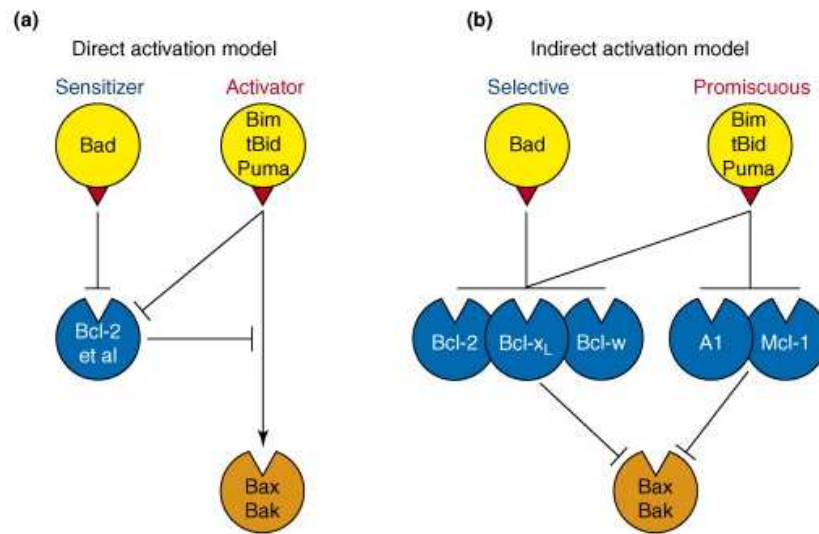 (a)
Direct activation model
Sensitizer
Activator
Bad
Bim
tBid
Puma
Bcl-2
et al
Bax
Bak
(b)
Indirect activation model
Selective
Promiscuous
Bad
Bim
tBid
Puma
Bcl-2
Bcl-xL
Bcl-w
A1
Mcl-1
Bax
Bak